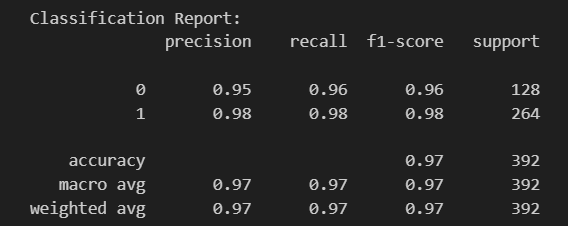 Classification Report:
precision recall f1-score support
0 0.95 0.96 0.96 128
1 0.98 0.98 0.98 264
accuracy 0.97 392
macro avg 0.97 0.97 0.97 392
weighted avg 0.97 0.97 0.97 392